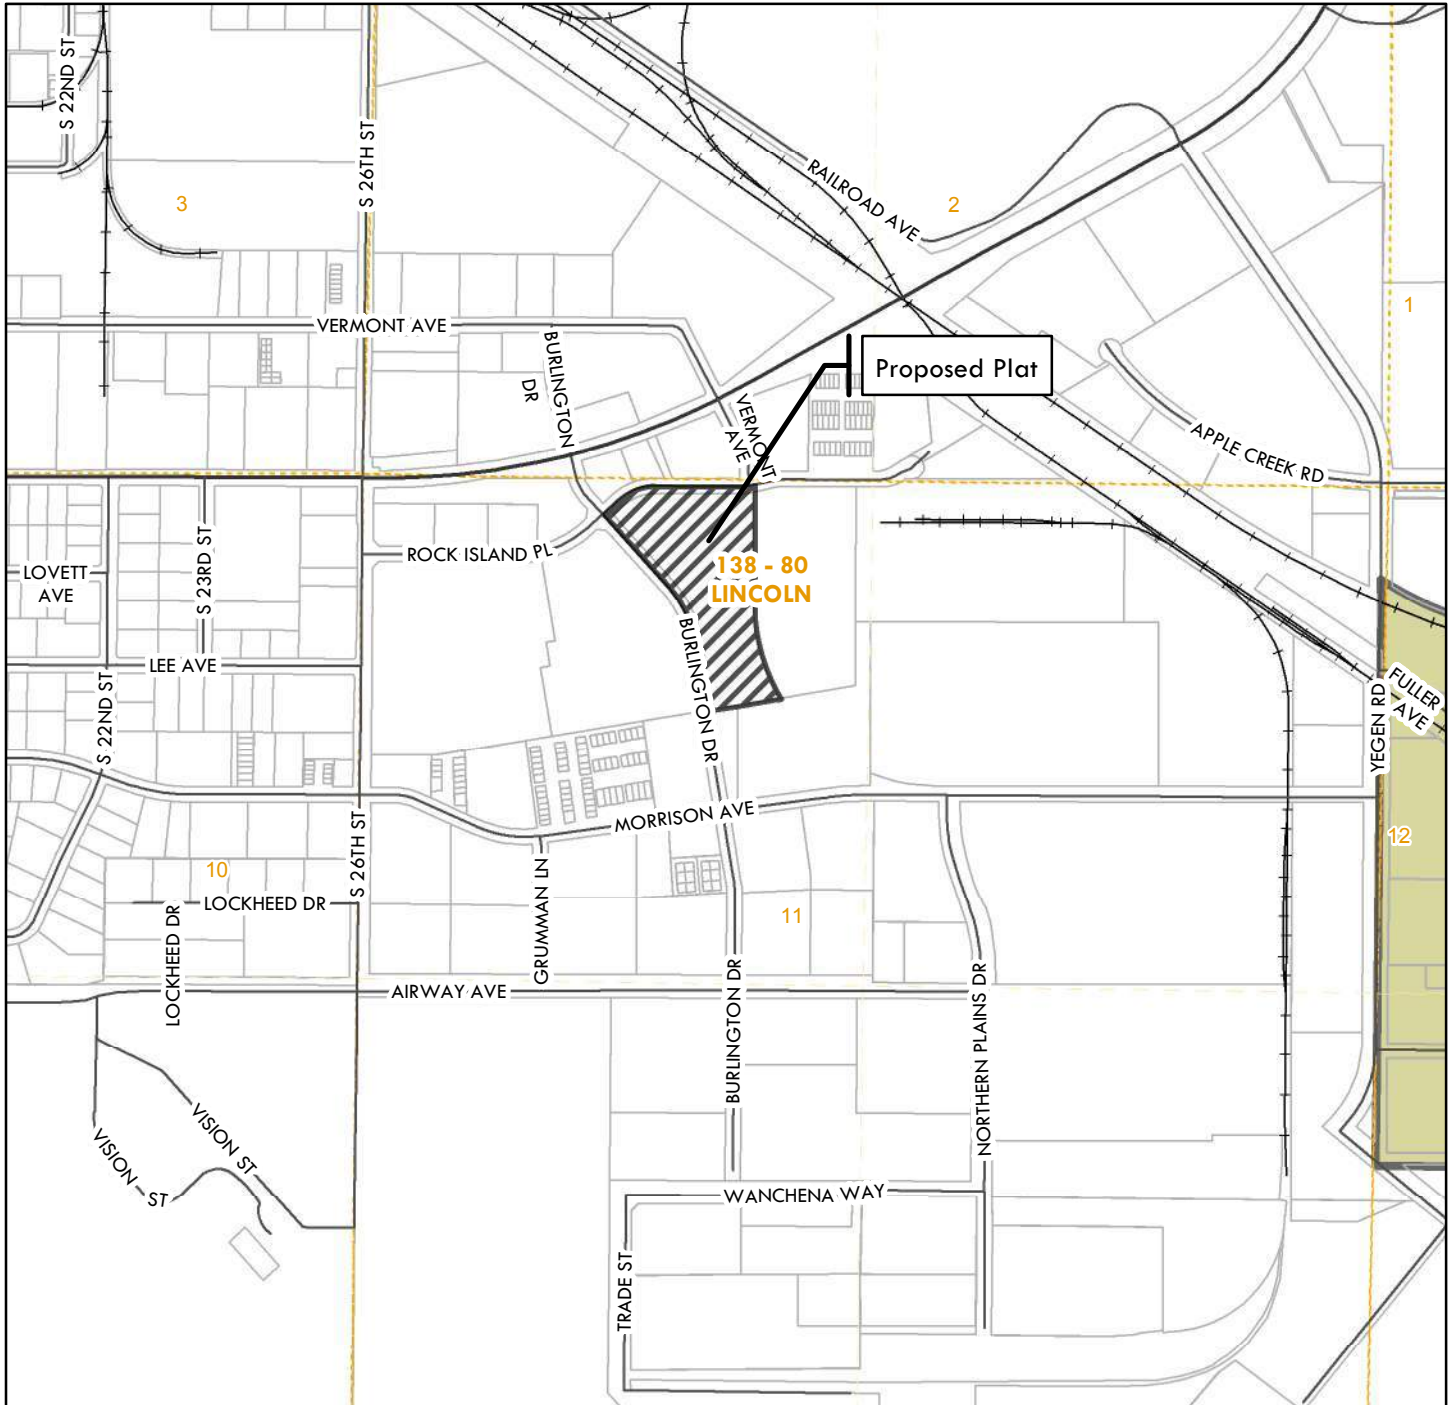 S 22ND ST
S 26TH ST
3
RAILROAD AVE
2
1
VERMONT AVE
BURLINGTON
DR
Proposed Plat
VERMONT
AVE
APPLE CREEK RD
S 23RD ST
ROCK ISLAND PL
LOVETT
AVE
138 - 80
LINCOLN
LEE AVE
BURLINGTON DR
S 22ND ST
FULLER
AVE
YEGEN RD
MORRISON AVE
S 26TH ST
12
10
LOCKHEED DR
LOCKHEED DR
GRUMMAN LN
11
AIRWAY AVE
BURLINGTON DR
NORTHERN PLAINS DR
VISION ST
VISION ST
WANCHENA WAY
TRADE ST